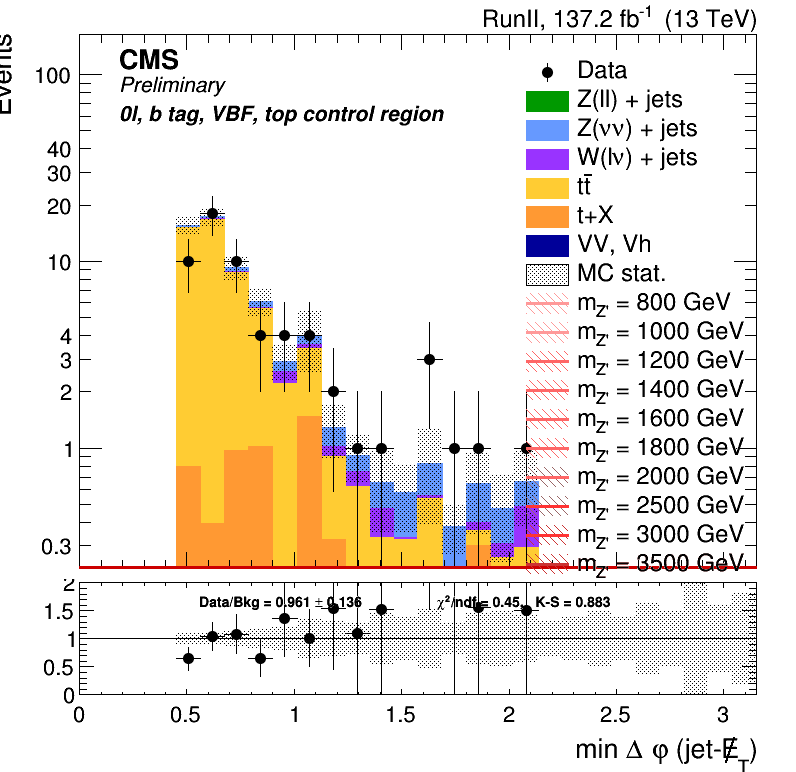 RunII, 137.2 fb⁻¹ (13 TeV)
Events
CMS
Preliminary
0l, b tag, VBF, top control region
Data
Z(ll) + jets
Z(νν) + jets
W(lν) + jets
tt̄
t+X
VV, Vh
MC stat.
m_Z' = 800 GeV
m_Z' = 1000 GeV
m_Z' = 1200 GeV
m_Z' = 1400 GeV
m_Z' = 1600 GeV
m_Z' = 1800 GeV
m_Z' = 2000 GeV
m_Z' = 2500 GeV
m_Z' = 3000 GeV
m_Z' = 3500 GeV
100
40
30
20
10
4
3
2
1
0.3
Data/Bkg = 0.961 ± 0.136
χ²/ndf = 0.45, K-S = 0.883
2
1.5
1
0.5
0
0 0.5 1 1.5 2 2.5 3
min Δ φ (jet-E̸_T)